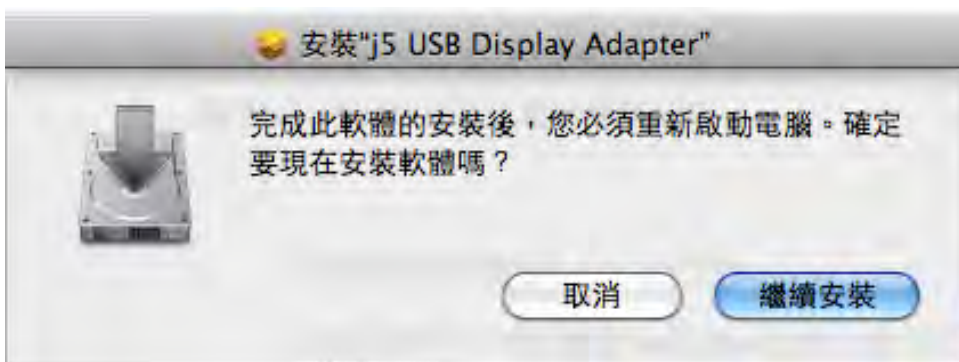 安裝"j5 USB Display Adapter"
完成此軟體的安裝後，您必須重新啟動電腦。確定
要現在安裝軟體嗎？
取消
繼續安裝